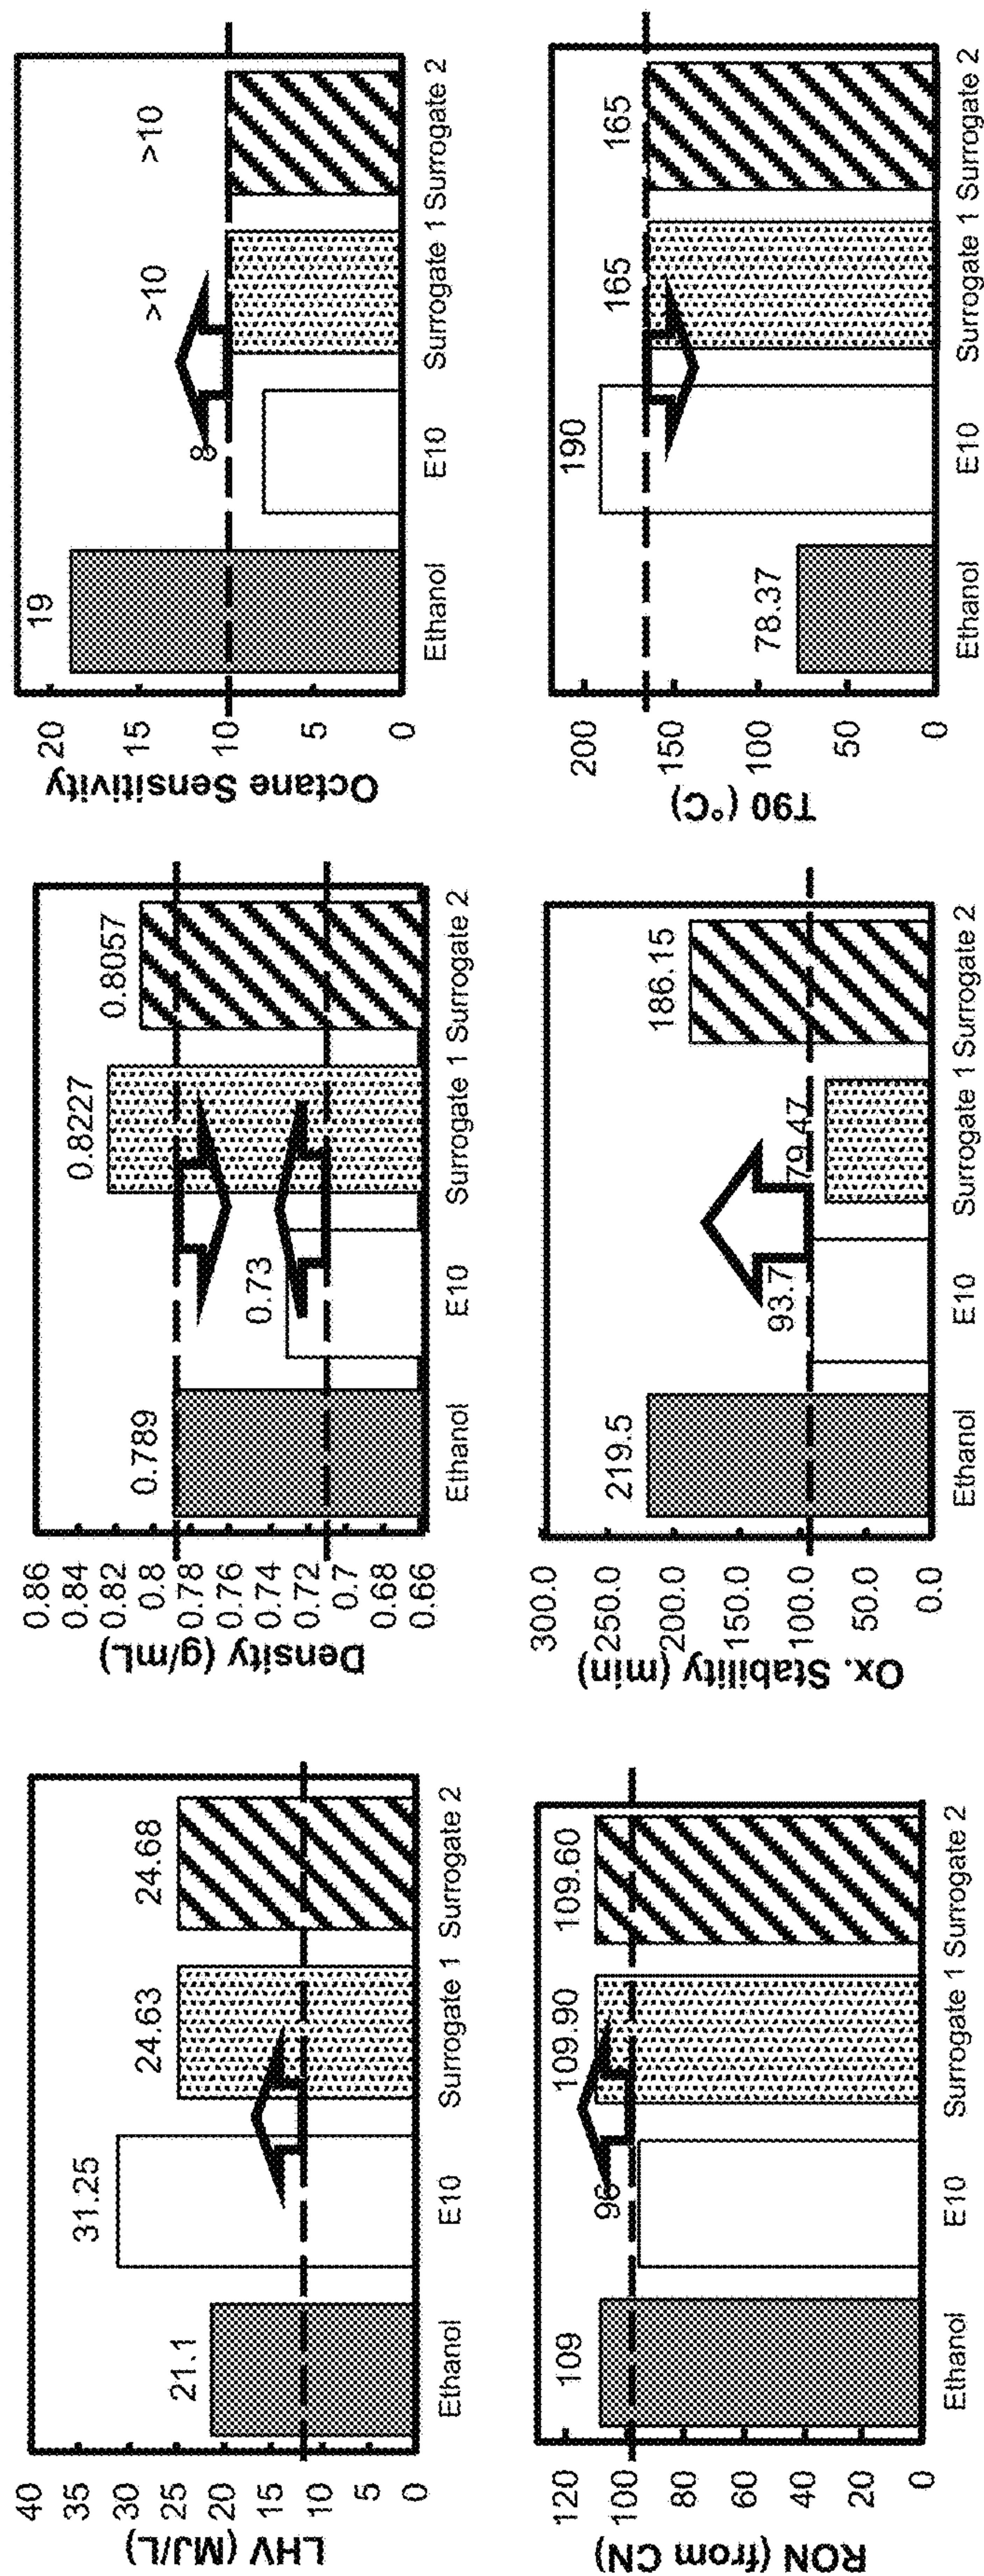 LHV (MJ/L)
40
35
30
25
20
15
10
5
0
21.1
31.25
24.63
24.68
Ethanol
E10
Surrogate 1
Surrogate 2
Density (g/mL)
0.86
0.84
0.82
0.8
0.78
0.76
0.74
0.72
0.7
0.68
0.66
0.789
0.73
0.8227
0.8057
Ethanol
E10
Surrogate 1
Surrogate 2
Octane Sensitivity
20
15
10
5
0
19
8
>10
>10
Ethanol
E10
Surrogate 1
Surrogate 2
RON (from CN)
120
100
80
60
40
20
0
109
96
109.90
109.60
Ethanol
E10
Surrogate 1
Surrogate 2
Ox. Stability (min)
300.0
250.0
200.0
150.0
100.0
50.0
0.0
219.5
93.7
79.47
186.15
Ethanol
E10
Surrogate 1
Surrogate 2
T90 (°C)
200
150
100
50
0
78.37
190
165
165
Ethanol
E10
Surrogate 1
Surrogate 2